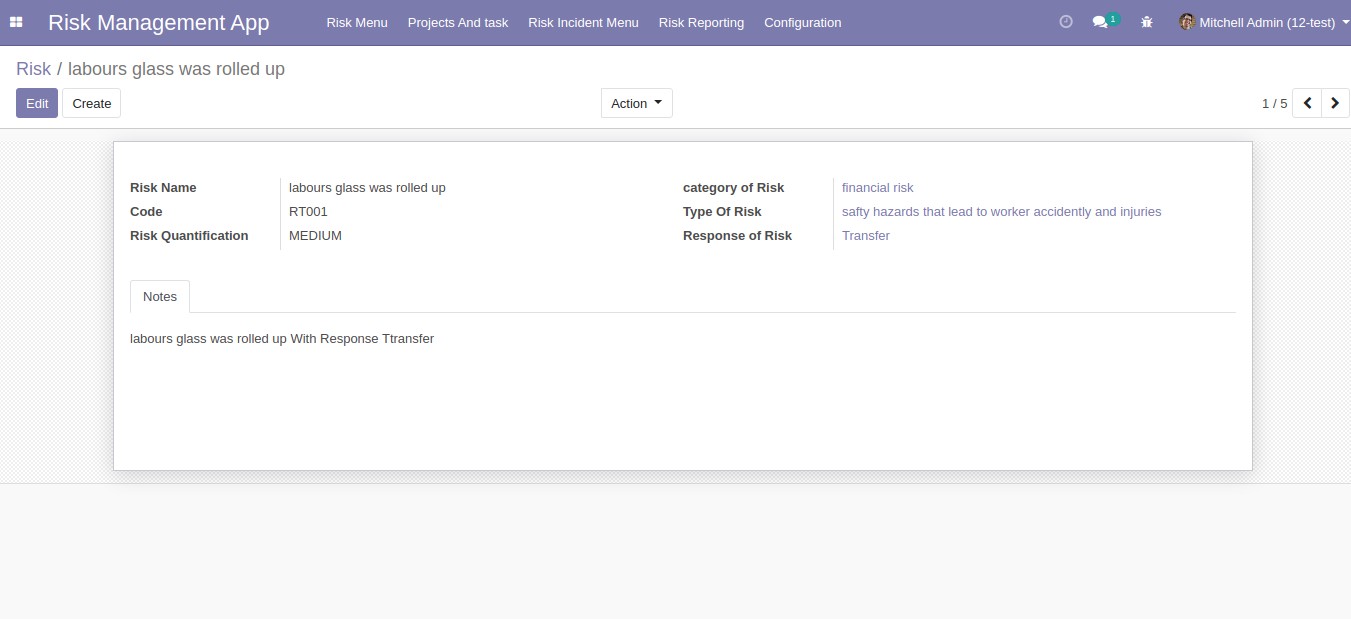 Risk Management App Risk Menu Projects And task Risk Incident Menu Risk Reporting Configuration 1 Mitchell Admin (12-test)
Risk / labours glass was rolled up
Edit Create Action 1 / 5
Risk Name labours glass was rolled up category of Risk financial risk
Code RT001 Type Of Risk safty hazards that lead to worker accidently and injuries
Risk Quantification MEDIUM Response of Risk Transfer
Notes
labours glass was rolled up With Response Ttransfer